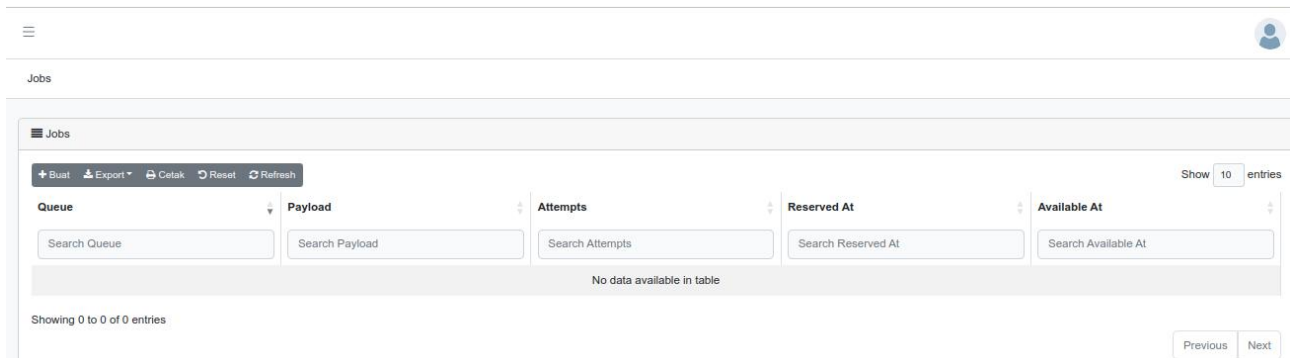 Jobs
Jobs
Buat Export Cetak Reset Refresh
Show 10 entries
Queue Payload Attempts Reserved At Available At
Search Queue Search Payload Search Attempts Search Reserved At Search Available At
No data available in table
Showing 0 to 0 of 0 entries
Previous Next